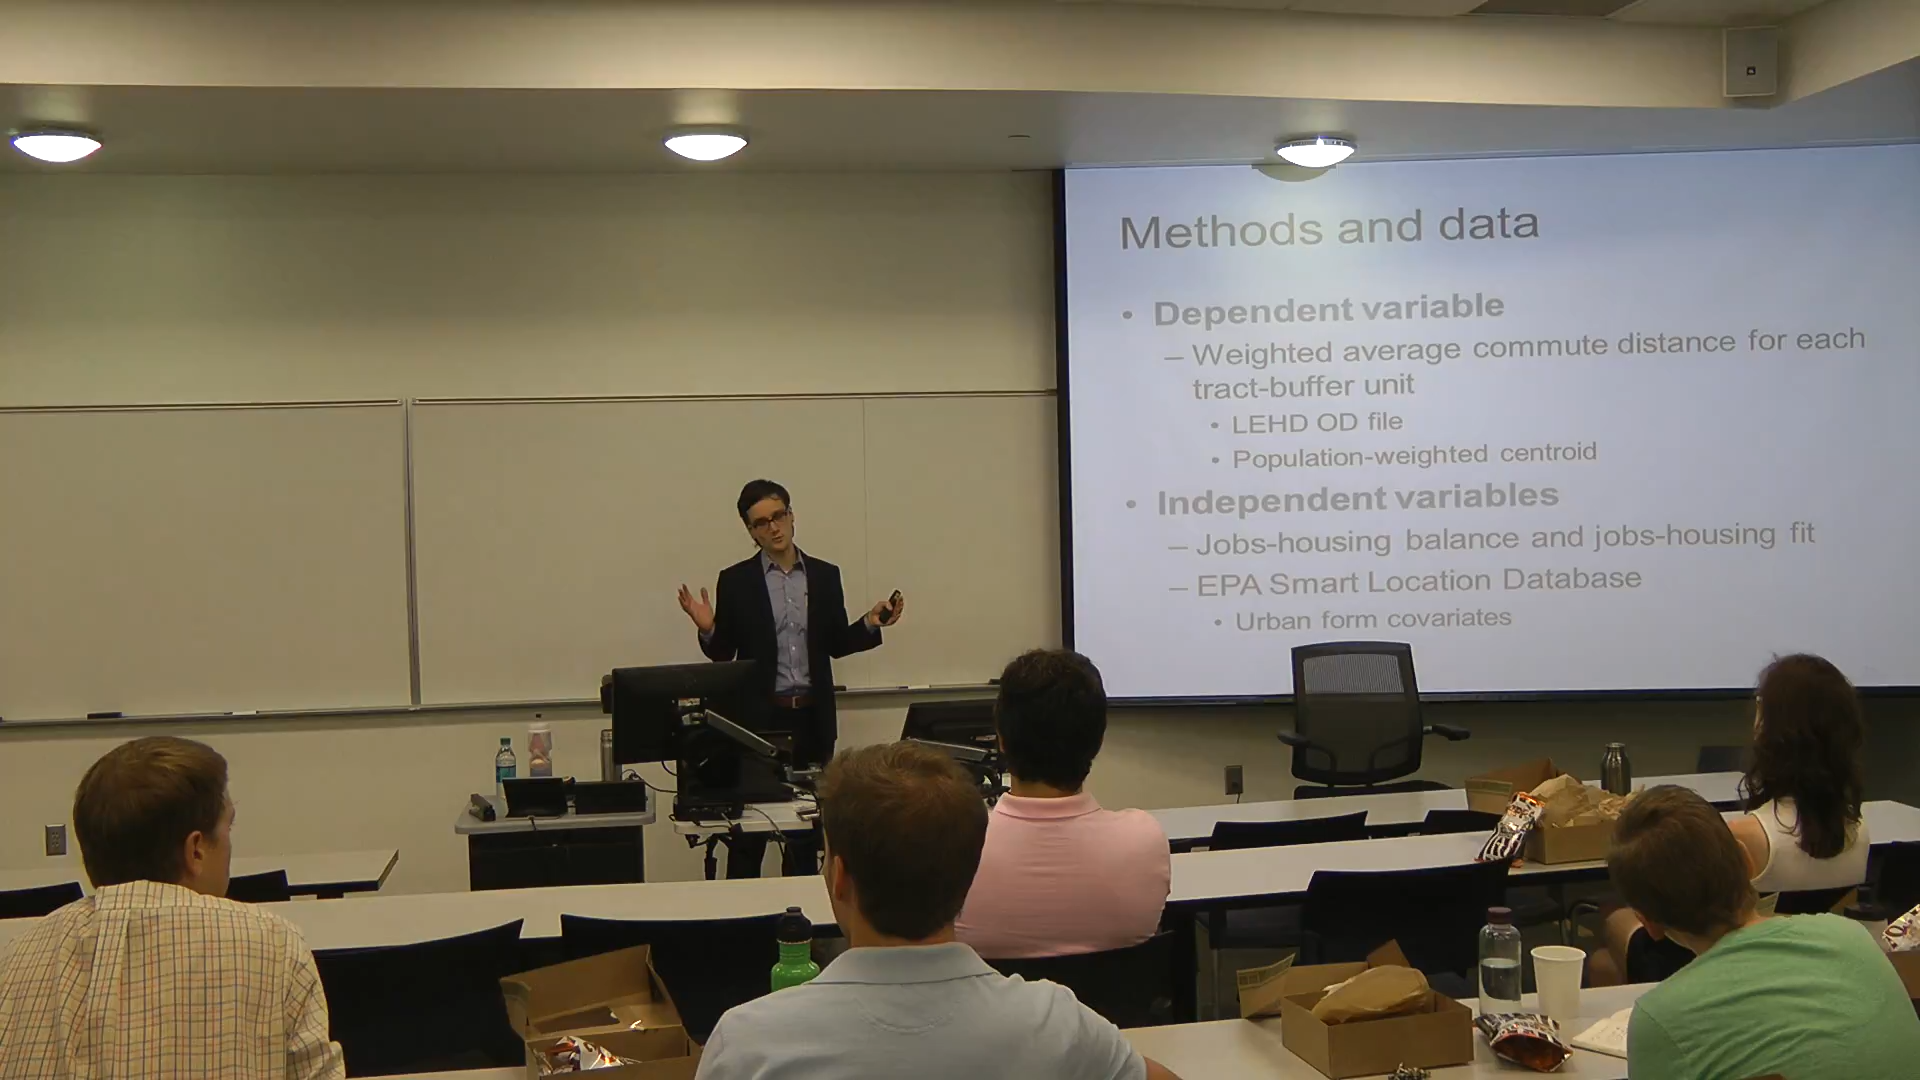 Methods and data
• Dependent variable
– Weighted average commute distance for each
tract-buffer unit
• LEHD OD file
• Population-weighted centroid
• Independent variables
– Jobs-housing balance and jobs-housing fit
– EPA Smart Location Database
• Urban form covariates